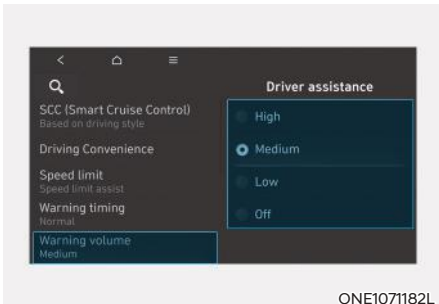 Driver assistance
SCC (Smart Cruise Control)
Based on driving style
Driving Convenience
Speed limit
Speed limit assist
Warning timing
Normal
Warning volume
Medium
High
Medium
Low
Off
ONE1071182L